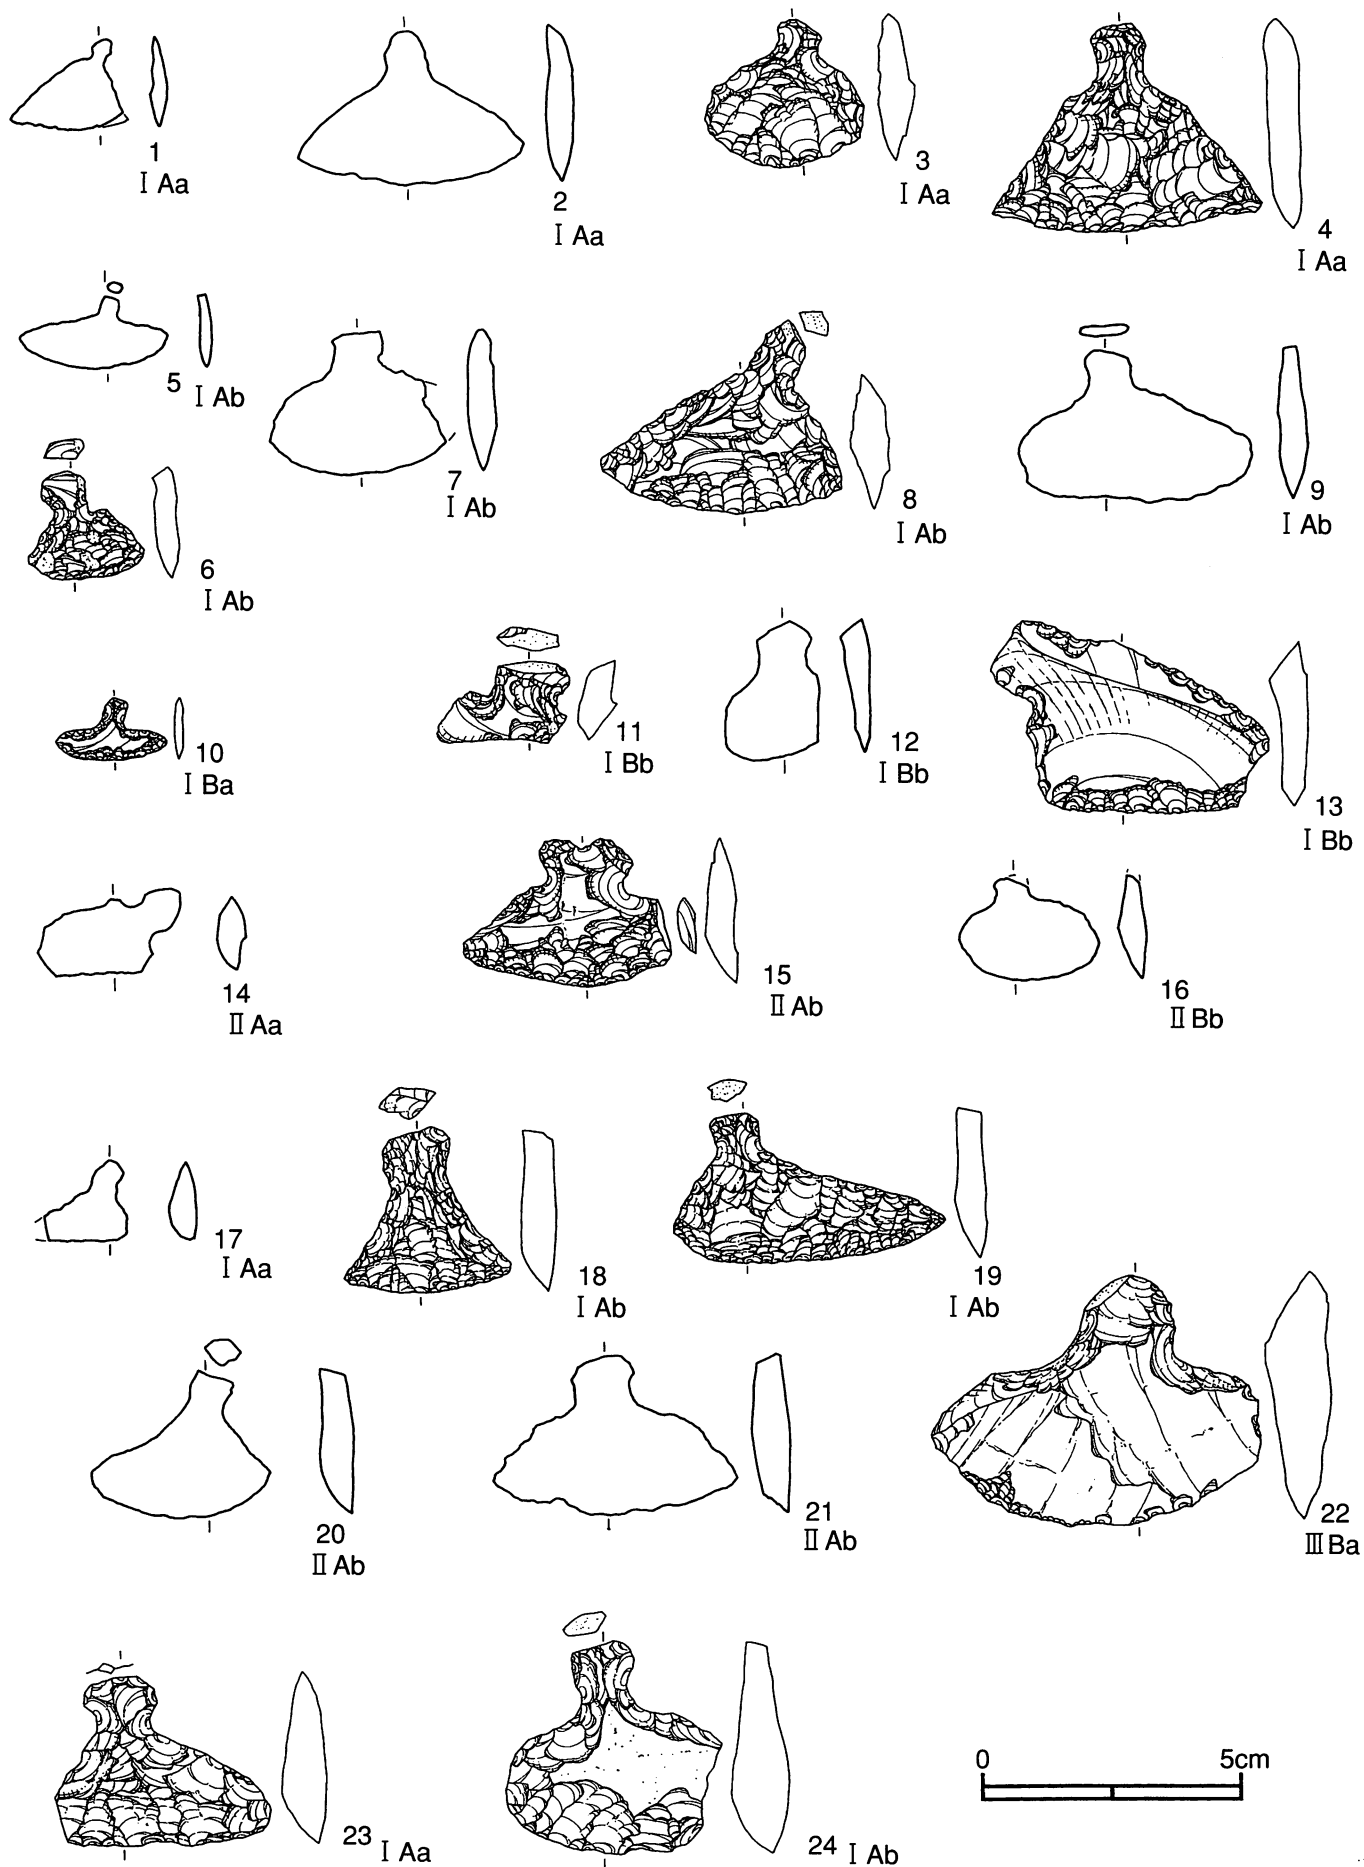 1
Ⅰ Aa
2
Ⅰ Aa
3
Ⅰ Aa
4
Ⅰ Aa
5
Ⅰ Ab
6
Ⅰ Ab
7
Ⅰ Ab
8
Ⅰ Ab
9
Ⅰ Ab
10
Ⅰ Ba
11
Ⅰ Bb
12
Ⅰ Bb
13
Ⅰ Bb
14
Ⅱ Aa
15
Ⅱ Ab
16
Ⅱ Bb
17
Ⅰ Aa
18
Ⅰ Ab
19
Ⅰ Ab
20
Ⅱ Ab
21
Ⅱ Ab
22
Ⅲ Ba
23 Ⅰ Aa
24 Ⅰ Ab
0 5cm